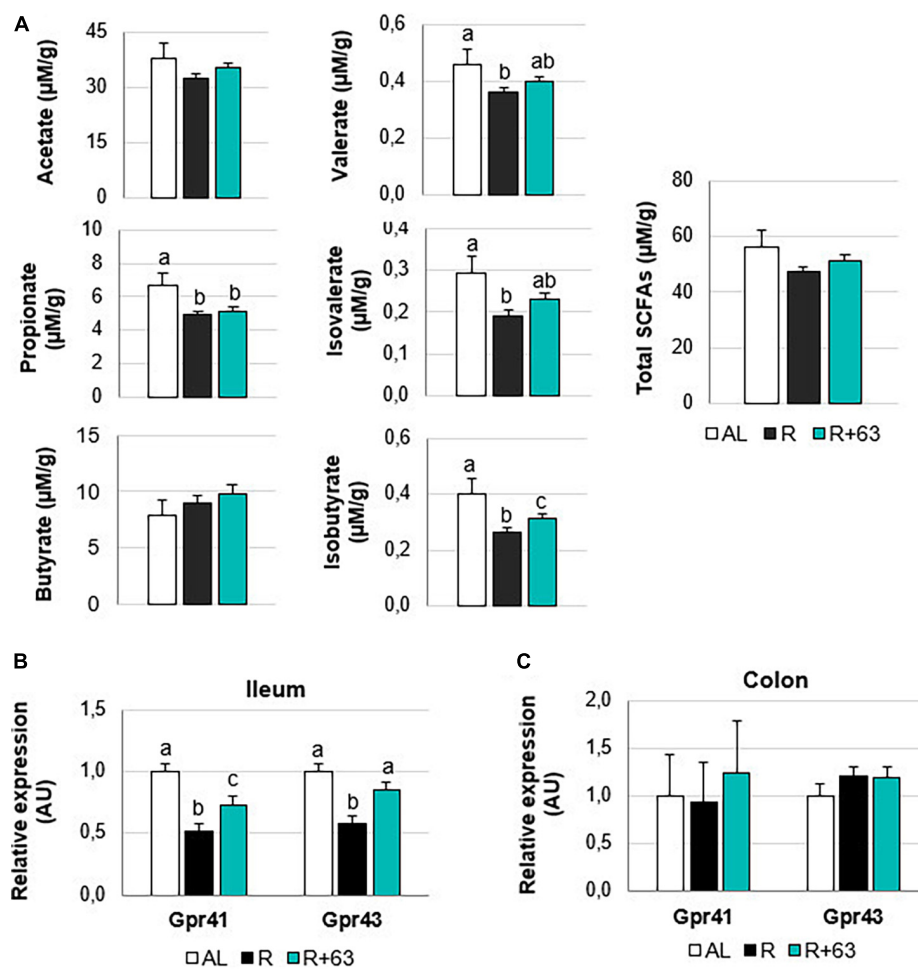 A
Acetate (µM/g)
45
30
15
0
Valerate (µM/g)
0,6
0,4
0,2
0,0
a
b
ab
Propionate
(µM/g)
10
8
6
4
2
0
a
b
b
Isovalerate
(µM/g)
0,4
0,3
0,2
0,1
0,0
a
b
ab
Total SCFAs (µM/g)
80
60
40
20
0
AL R R+63
Butyrate (µM/g)
15
10
5
0
Isobutyrate
(µM/g)
0,6
0,4
0,2
0,0
a
b
c
B
Ileum
Relative expression
(AU)
1,5
1,0
0,5
0,0
a
b
c
a
b
a
Gpr41 Gpr43
AL R R+63
C
Colon
Relative expression
(AU)
2,0
1,5
1,0
0,5
0,0
Gpr41 Gpr43
AL R R+63